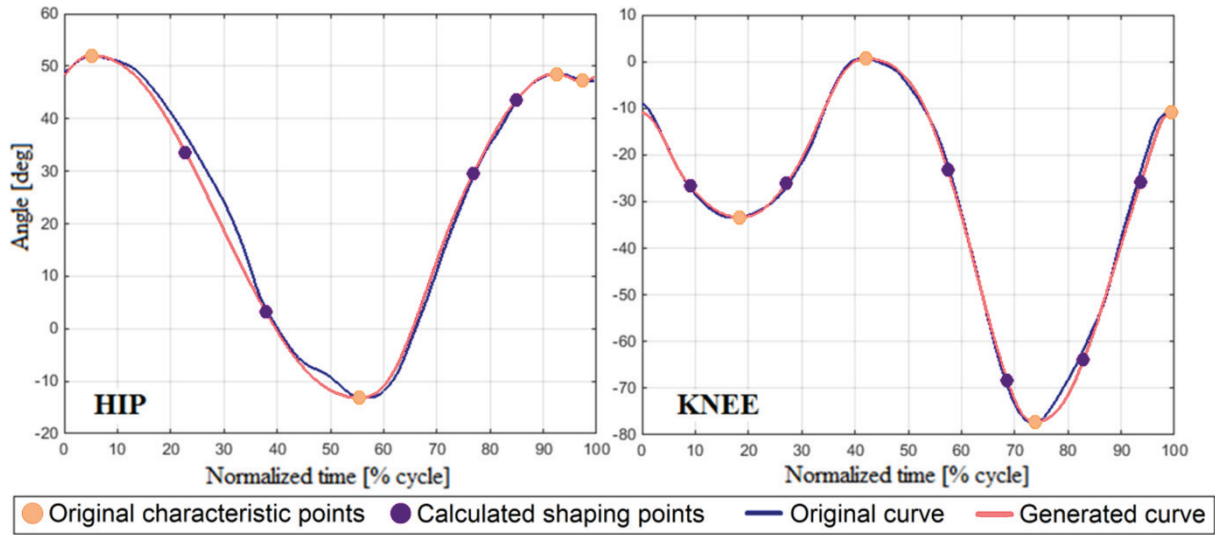 60
50
40
30
20
10
0
-10
-20
Angle [deg]
HIP
0 10 20 30 40 50 60 70 80 90 100
Normalized time [% cycle]
10
0
-10
-20
-30
-40
-50
-60
-70
-80
KNEE
0 10 20 30 40 50 60 70 80 90 100
Normalized time [% cycle]
Original characteristic points Calculated shaping points Original curve Generated curve